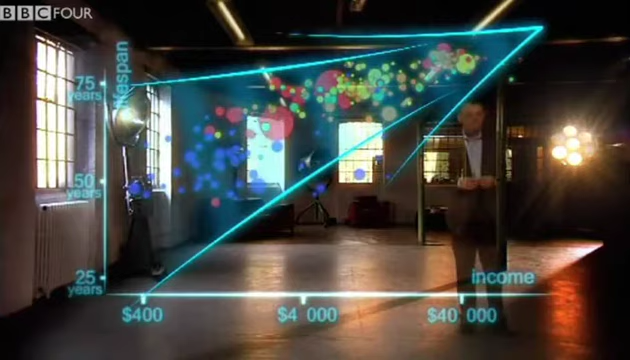 BBC FOUR
lifespan
75
years
50
years
25
years
income
$400
$4 000
$40 000